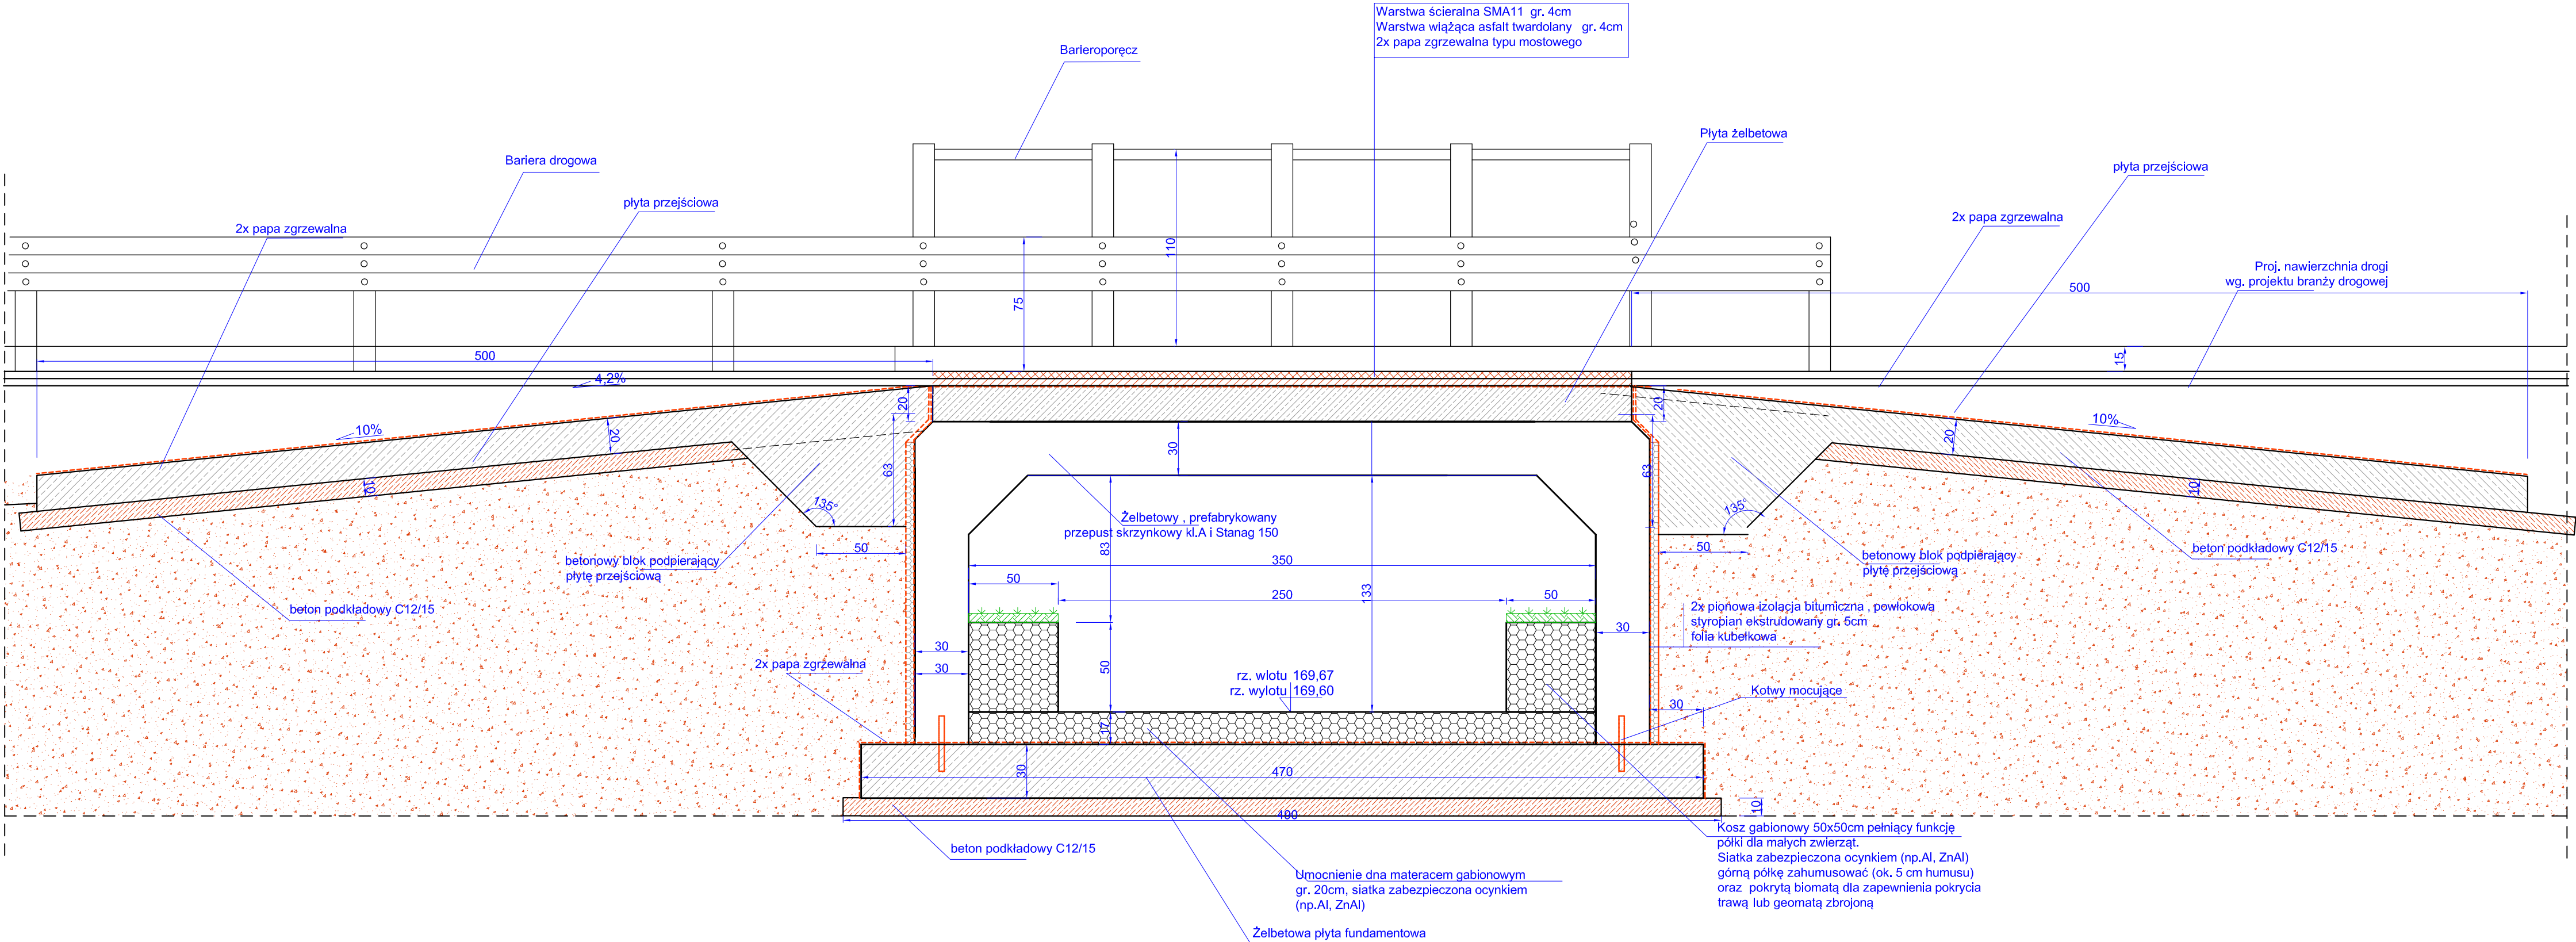 Warstwa ścieralna SMA11 gr. 4cm
Warstwa wiążąca asfalt twardolany gr. 4cm
2x papa zgrzewalna typu mostowego
Barieroporęcz
Płyta żelbetowa
Bariera drogowa
płyta przejściowa
płyta przejściowa
2x papa zgrzewalna
2x papa zgrzewalna
Proj. nawierzchnia drogi
wg. projektu branży drogowej
110
75
500
500
15
4,2%
10%
10%
20
20
20
20
30
63
63
10
10
135°
135°
50
50
Żelbetowy , prefabrykowany
przepust skrzynkowy kl.A i Stanag 150
83
350
133
50
250
50
betonowy blok podpierający
płytę przejściową
betonowy blok podpierający
płytę przejściową
beton podkładowy C12/15
beton podkładowy C12/15
2x pionowa izolacja bitumiczna , powłokowa
styropian ekstrudowany gr. 5cm
folia kubełkowa
30
30
30
2x papa zgrzewalna
50
rz. wlotu 169,67
rz. wylotu 169,60
Kotwy mocujące
30
17
30
470
10
490
beton podkładowy C12/15
Kosz gabionowy 50x50cm pełniący funkcję
półki dla małych zwierząt.
Siatka zabezpieczona ocynkiem (np.Al, ZnAl)
górną półkę zahumusować (ok. 5 cm humusu)
oraz pokrytą biomatą dla zapewnienia pokrycia
trawą lub geomatą zbrojoną
Umocnienie dna materacem gabionowym
gr. 20cm, siatka zabezpieczona ocynkiem
(np.Al, ZnAl)
Żelbetowa płyta fundamentowa